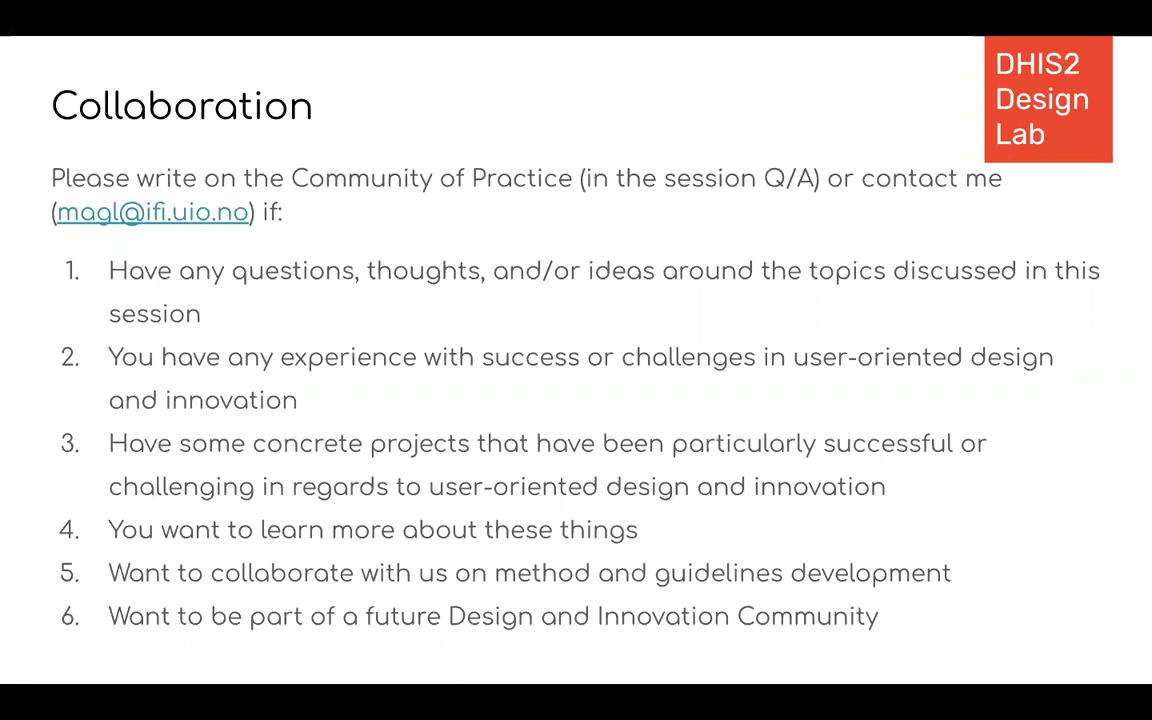 DHIS2
Design
Lab
Collaboration
Please write on the Community of Practice (in the session Q/A) or contact me
(magl@ifi.uio.no) if:
1. Have any questions, thoughts, and/or ideas around the topics discussed in this
session
2. You have any experience with success or challenges in user-oriented design
and innovation
3. Have some concrete projects that have been particularly successful or
challenging in regards to user-oriented design and innovation
4. You want to learn more about these things
5. Want to collaborate with us on method and guidelines development
6. Want to be part of a future Design and Innovation Community